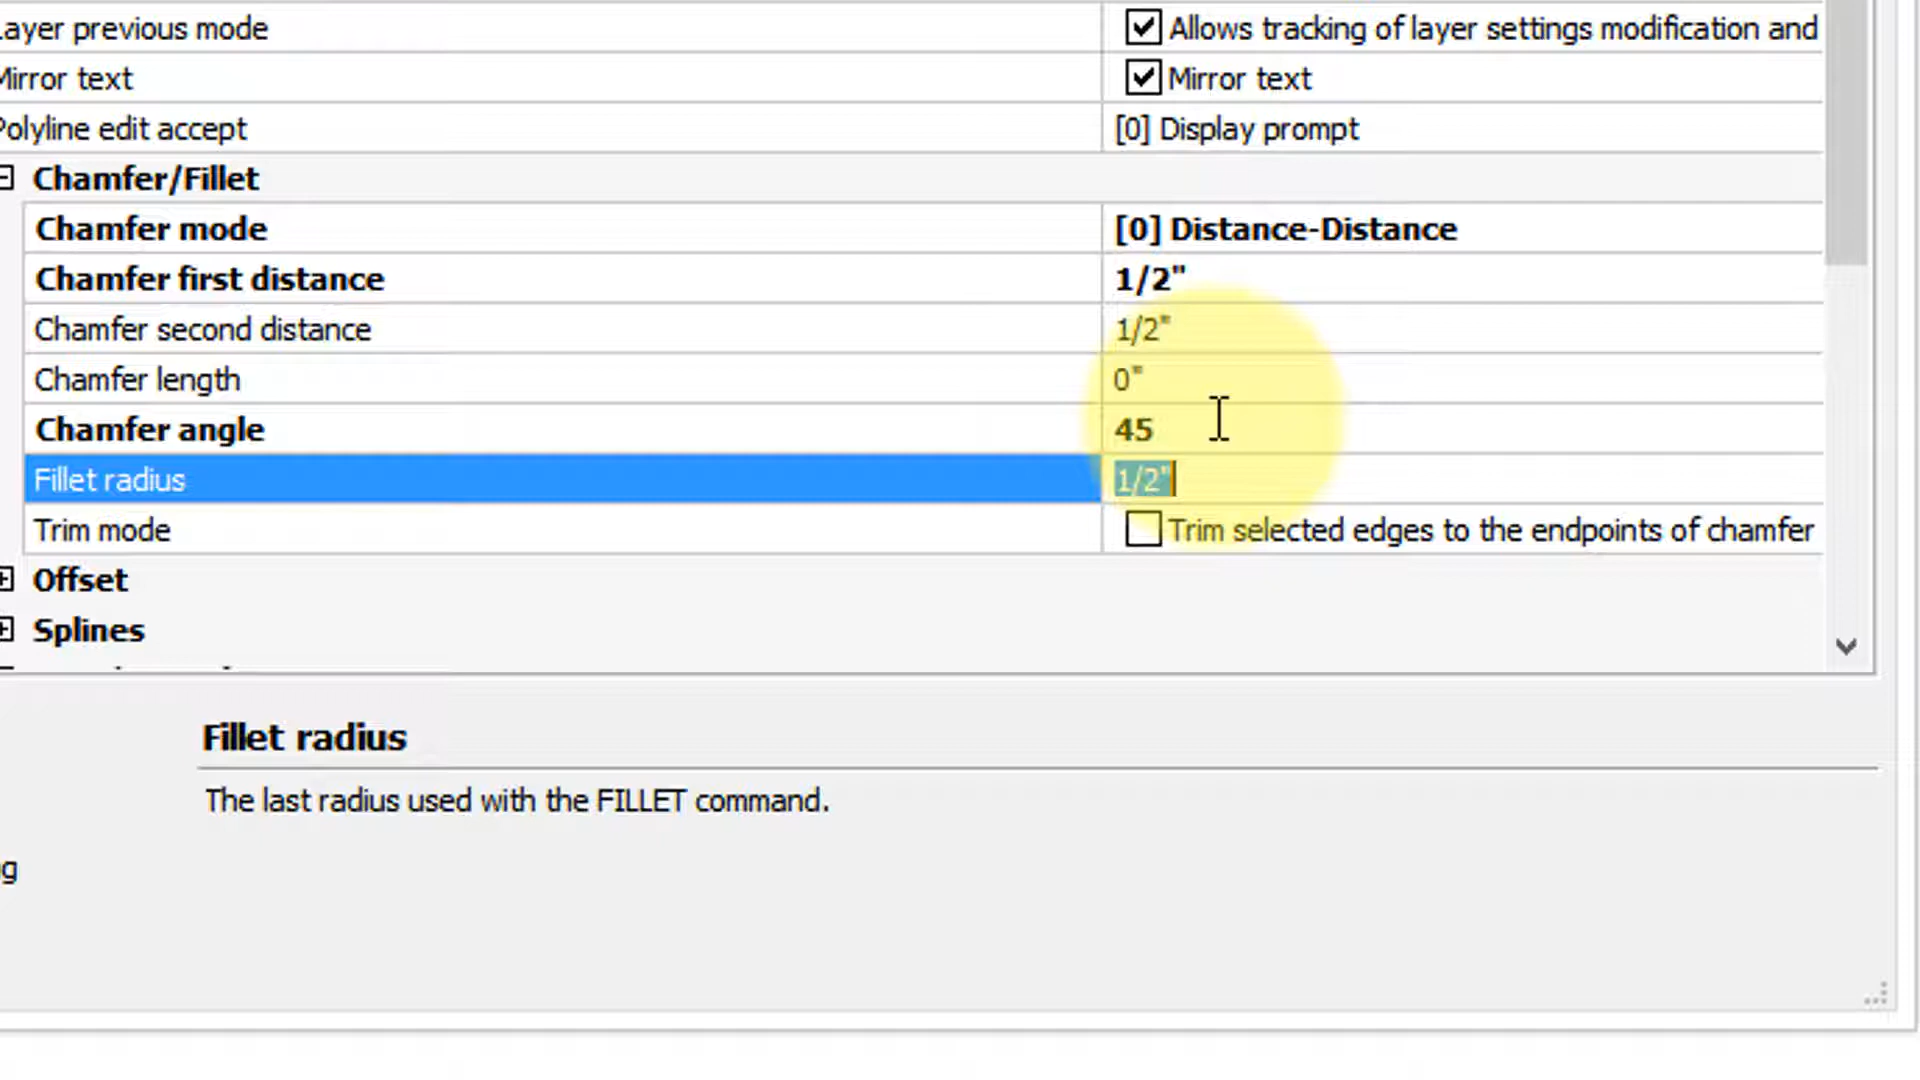 ayer previous mode
Allows tracking of layer settings modification and
Mirror text
Mirror text
Polyline edit accept
[0] Display prompt
Chamfer/Fillet
Chamfer mode
[0] Distance-Distance
Chamfer first distance
1/2"
Chamfer second distance
1/2"
Chamfer length
0"
Chamfer angle
45
Fillet radius
1/2"
Trim mode
Trim selected edges to the endpoints of chamfer
Offset
Splines
Fillet radius
The last radius used with the FILLET command.
g